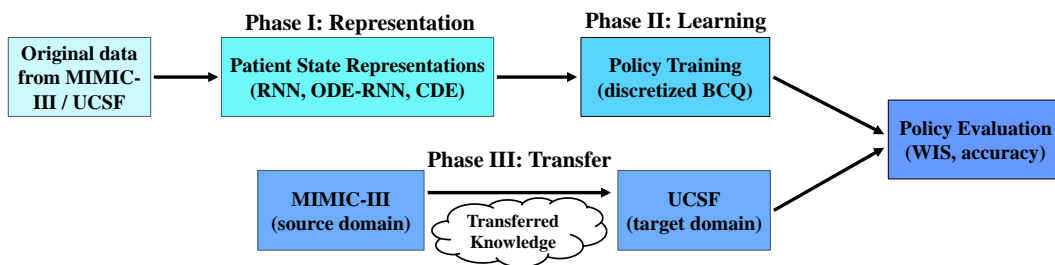 Phase I: Representation
Phase II: Learning
Original data
from MIMIC-
III / UCSF
Patient State Representations
(RNN, ODE-RNN, CDE)
Policy Training
(discretized BCQ)
Policy Evaluation
(WIS, accuracy)
Phase III: Transfer
MIMIC-III
(source domain)
Transferred
Knowledge
UCSF
(target domain)